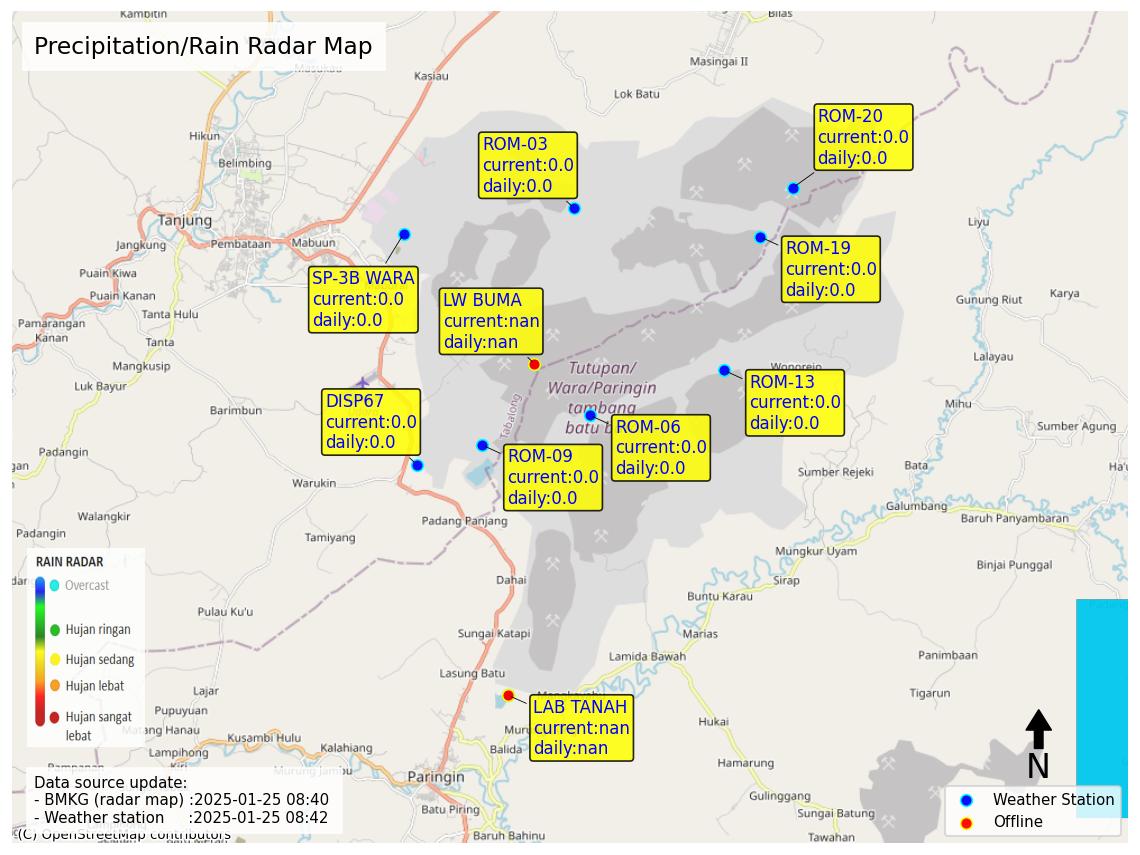 Kambitin
Bilas
Precipitation/Rain Radar Map
Masukau
Kasiau
Masingai II
Lok Batu
Hikun
Belimbing
ROM-03
current:0.0
daily:0.0
ROM-20
current:0.0
daily:0.0
Tanjung
Jangkung
Pembataan
Mabuun
Liyu
ROM-19
current:0.0
daily:0.0
Puain Kiwa
Puain Kanan
SP-3B WARA
current:0.0
daily:0.0
LW BUMA
current:nan
daily:nan
Gunung Riut
Karya
Tanta Hulu
Pamarangan
Kanan
Tanta
Mangkusip
Luk Bayur
Lalayau
Wonorejo
Tutupan/
Wara/Paringin
tambang
batu b
Tabalong
ROM-13
current:0.0
daily:0.0
Barimbun
DISP67
current:0.0
daily:0.0
Mihu
ROM-06
current:0.0
daily:0.0
Sumber Agung
Padangin
ROM-09
current:0.0
daily:0.0
Bata
Sumber Rejeki
Warukin
Galumbang
Baruh Panyambaran
Walangkir
Padang Panjang
Padangin
Tamiyang
Mungkur Uyam
Binjai Punggal
RAIN RADAR
Overcast
Hujan ringan
Hujan sedang
Hujan lebat
Hujan sangat
lebat
Dahai
Sirap
Buntu Karau
Pulau Ku'u
Sungai Katapi
Marias
Lamida Bawah
Panimbaan
Lasung Batu
Tigarun
Lajar
Pupuyuan
LAB TANAH
current:nan
daily:nan
Hukai
Matang Hanau
Kusambi Hulu
Kalahiang
Lampihong
Balida
Hamarung
Murung Jambu
Paringin
N
Gulinggang
Batu Piring
Sungai Batung
Baruh Bahinu
Tawahan
Data source update:
- BMKG (radar map) :2025-01-25 08:40
- Weather station :2025-01-25 08:42
(C) OpenStreetMap contributors
Weather Station
Offline